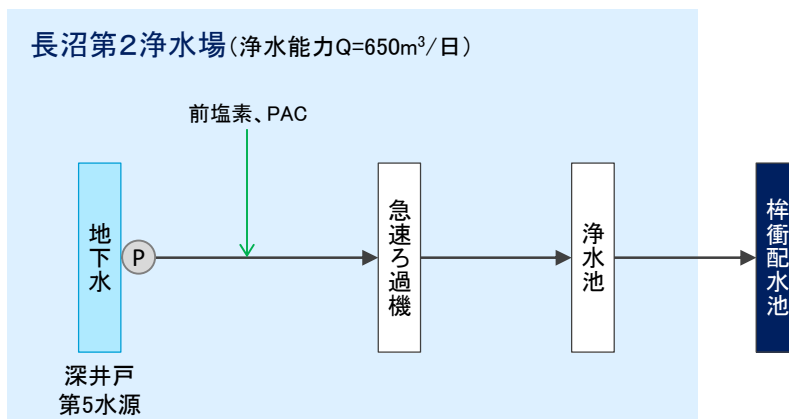 長沼第2浄水場(浄水能力Q=650m³/日)
前塩素、PAC
地下水
P
急速ろ過機
浄水池
桙衝配水池
深井戸
第5水源